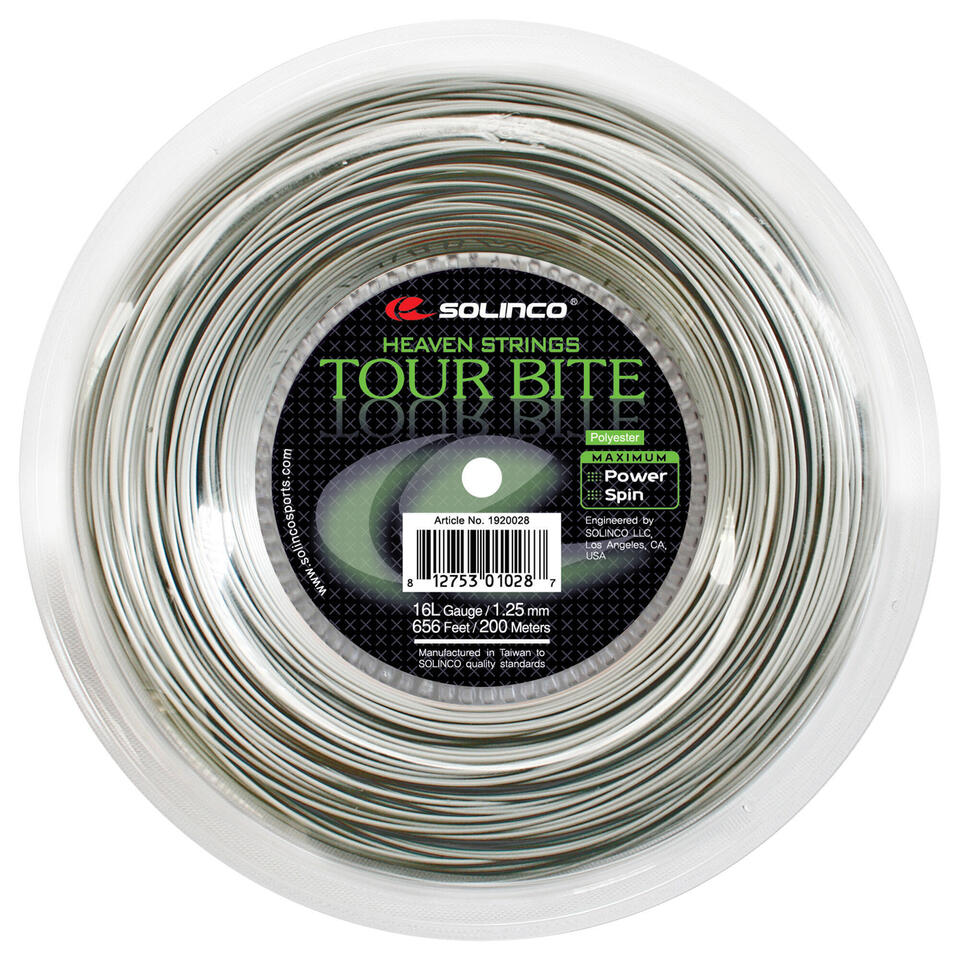 SOLINCO®
HEAVEN STRINGS
TOUR BITE
Polyester
MAXIMUM
Power
Spin
Engineered by
SOLINCO LLC,
Los Angeles, CA,
USA
www.solincosports.com
Article No. 1920028
8 12753 01028 7
16L Gauge / 1.25 mm
656 Feet / 200 Meters
Manufactured in Taiwan to
SOLINCO quality standards